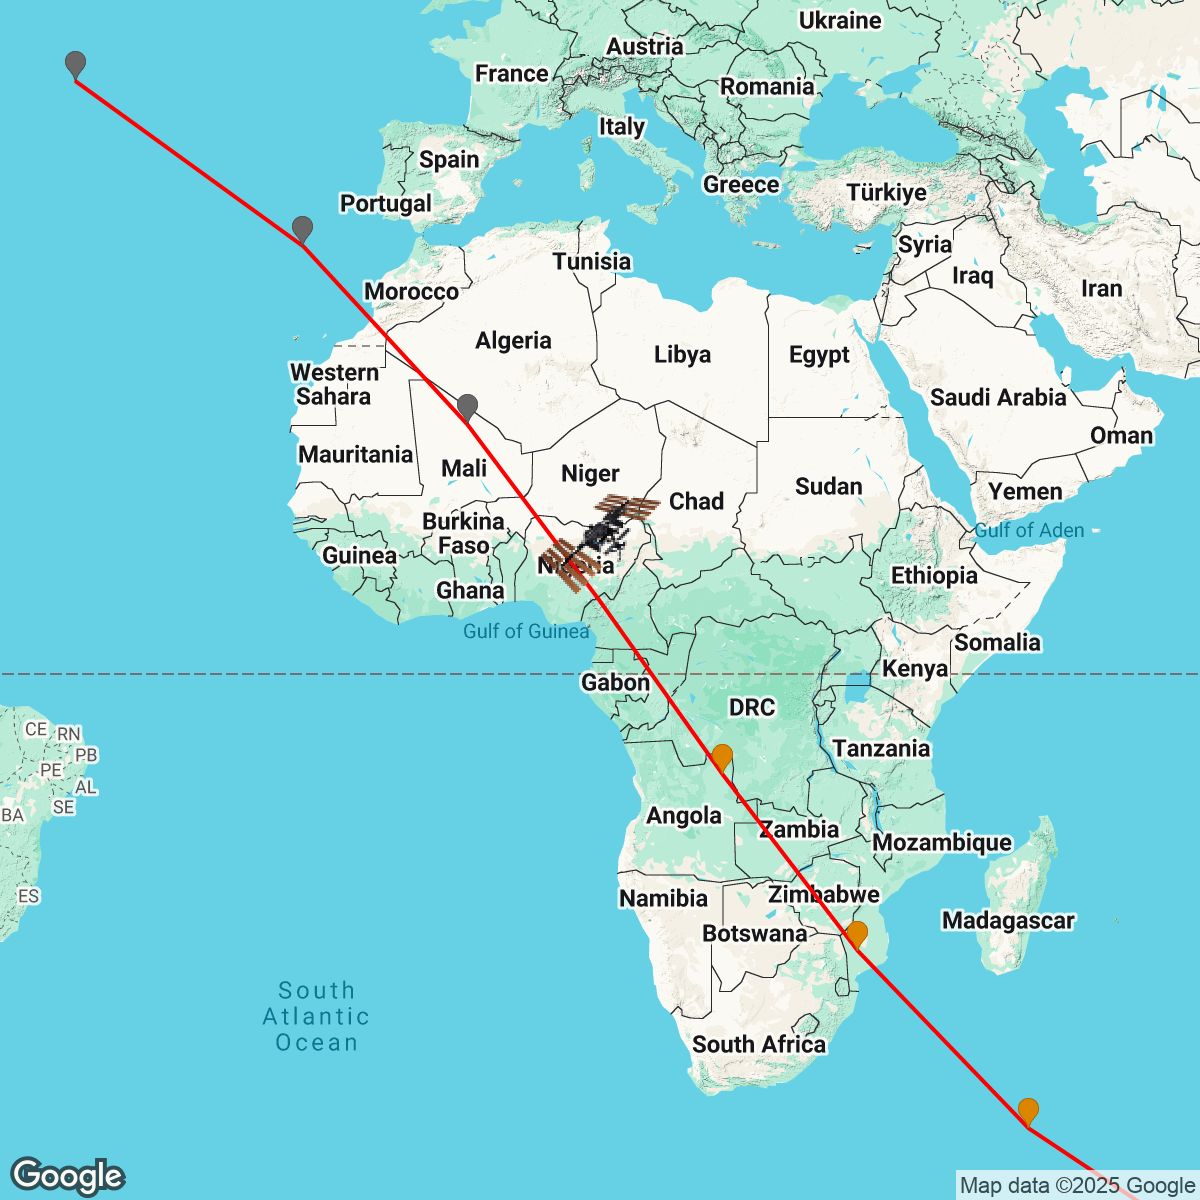 Ukraine
Austria
France
Romania
Italy
Spain
Greece
Türkiye
Portugal
Syria
Tunisia
Iraq
Iran
Morocco
Algeria
Libya
Egypt
Western
Sahara
Saudi Arabia
Oman
Mauritania
Mali
Niger
Chad
Sudan
Yemen
Burkina
Faso
Gulf of Aden
Guinea
Nigeria
Ethiopia
Ghana
Gulf of Guinea
Somalia
Kenya
Gabon
DRC
CE
RN
Tanzania
PB
PE
AL
SE
BA
Angola
Zambia
Mozambique
ES
Namibia
Zimbabwe
Botswana
Madagascar
South
Atlantic
Ocean
South Africa
Google
Map data ©2025 Google